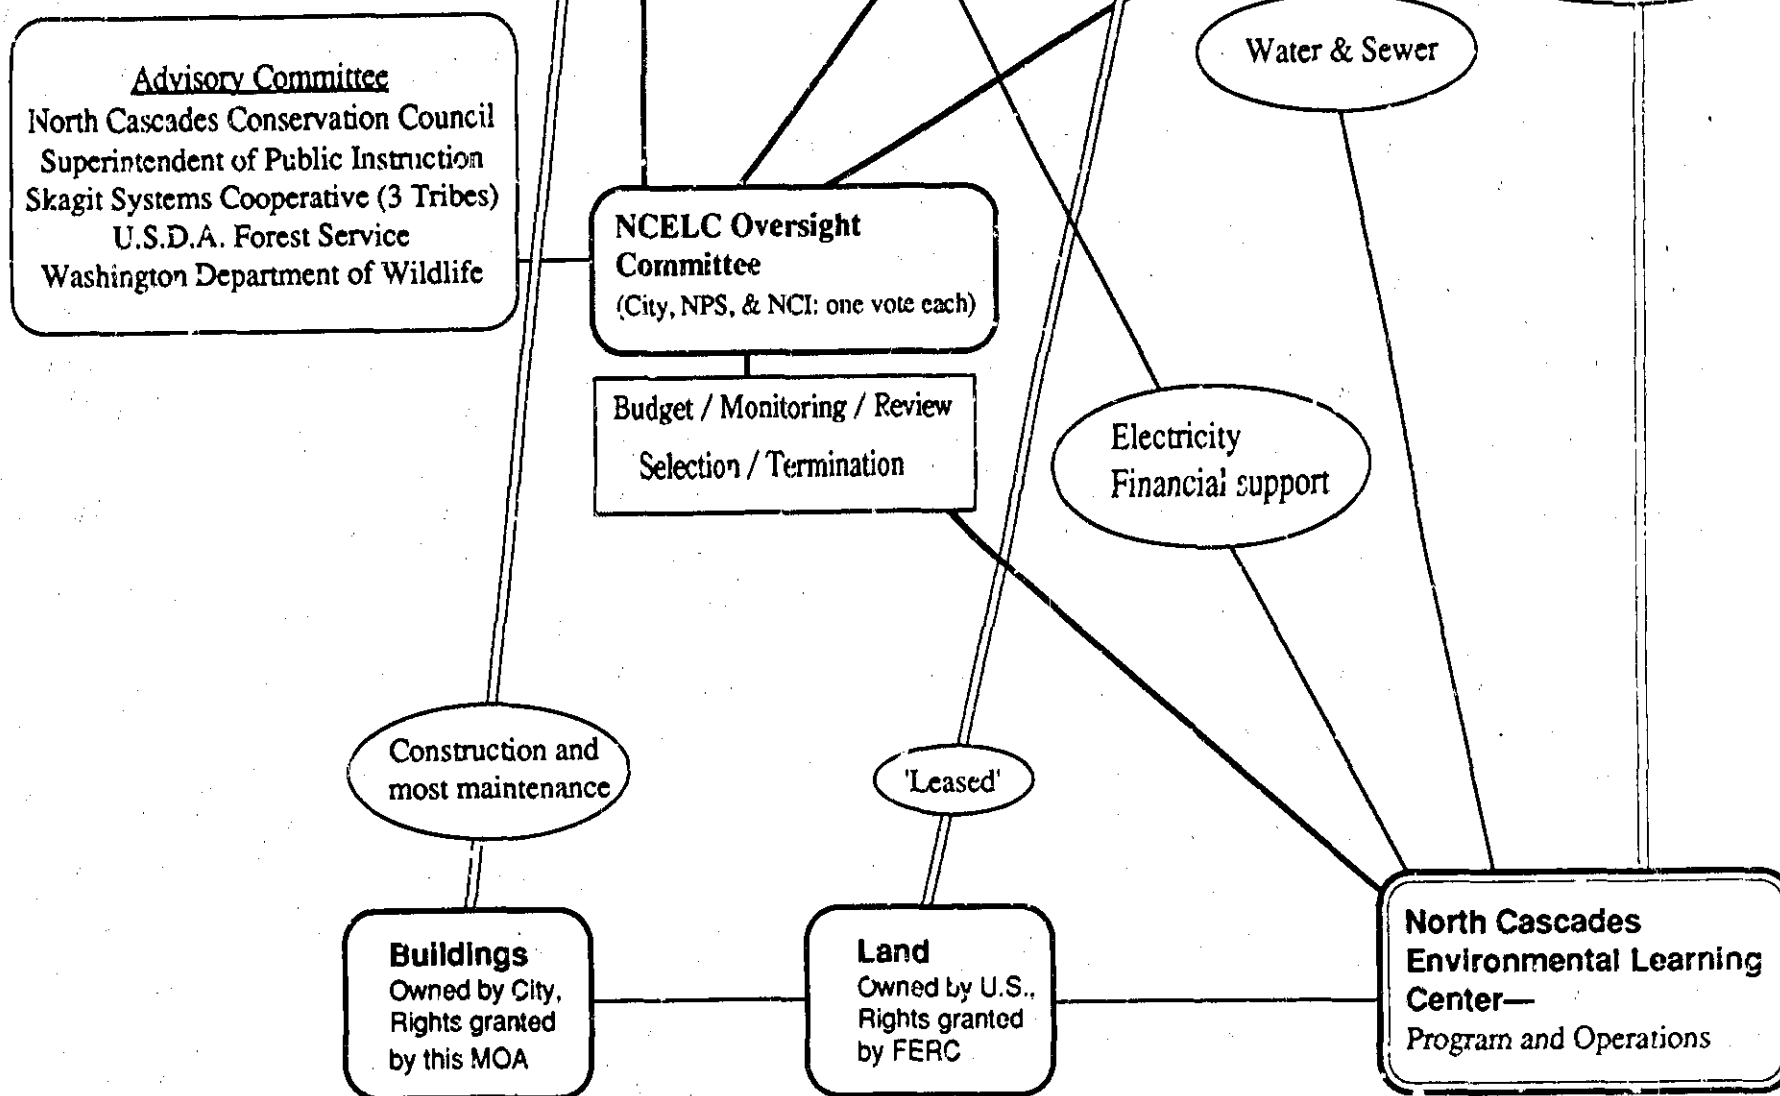 Advisory Committee
North Cascades Conservation Council
Superintendent of Public Instruction
Skagit Systems Cooperative (3 Tribes)
U.S.D.A. Forest Service
Washington Department of Wildlife
Water & Sewer
NCELC Oversight
Committee
(City, NPS, & NCI: one vote each)
Budget / Monitoring / Review
Selection / Termination
Electricity
Financial support
Construction and
most maintenance
'Leased'
Buildings
Owned by City,
Rights granted
by this MOA
Land
Owned by U.S.,
Rights granted
by FERC
North Cascades
Environmental Learning
Center—
Program and Operations